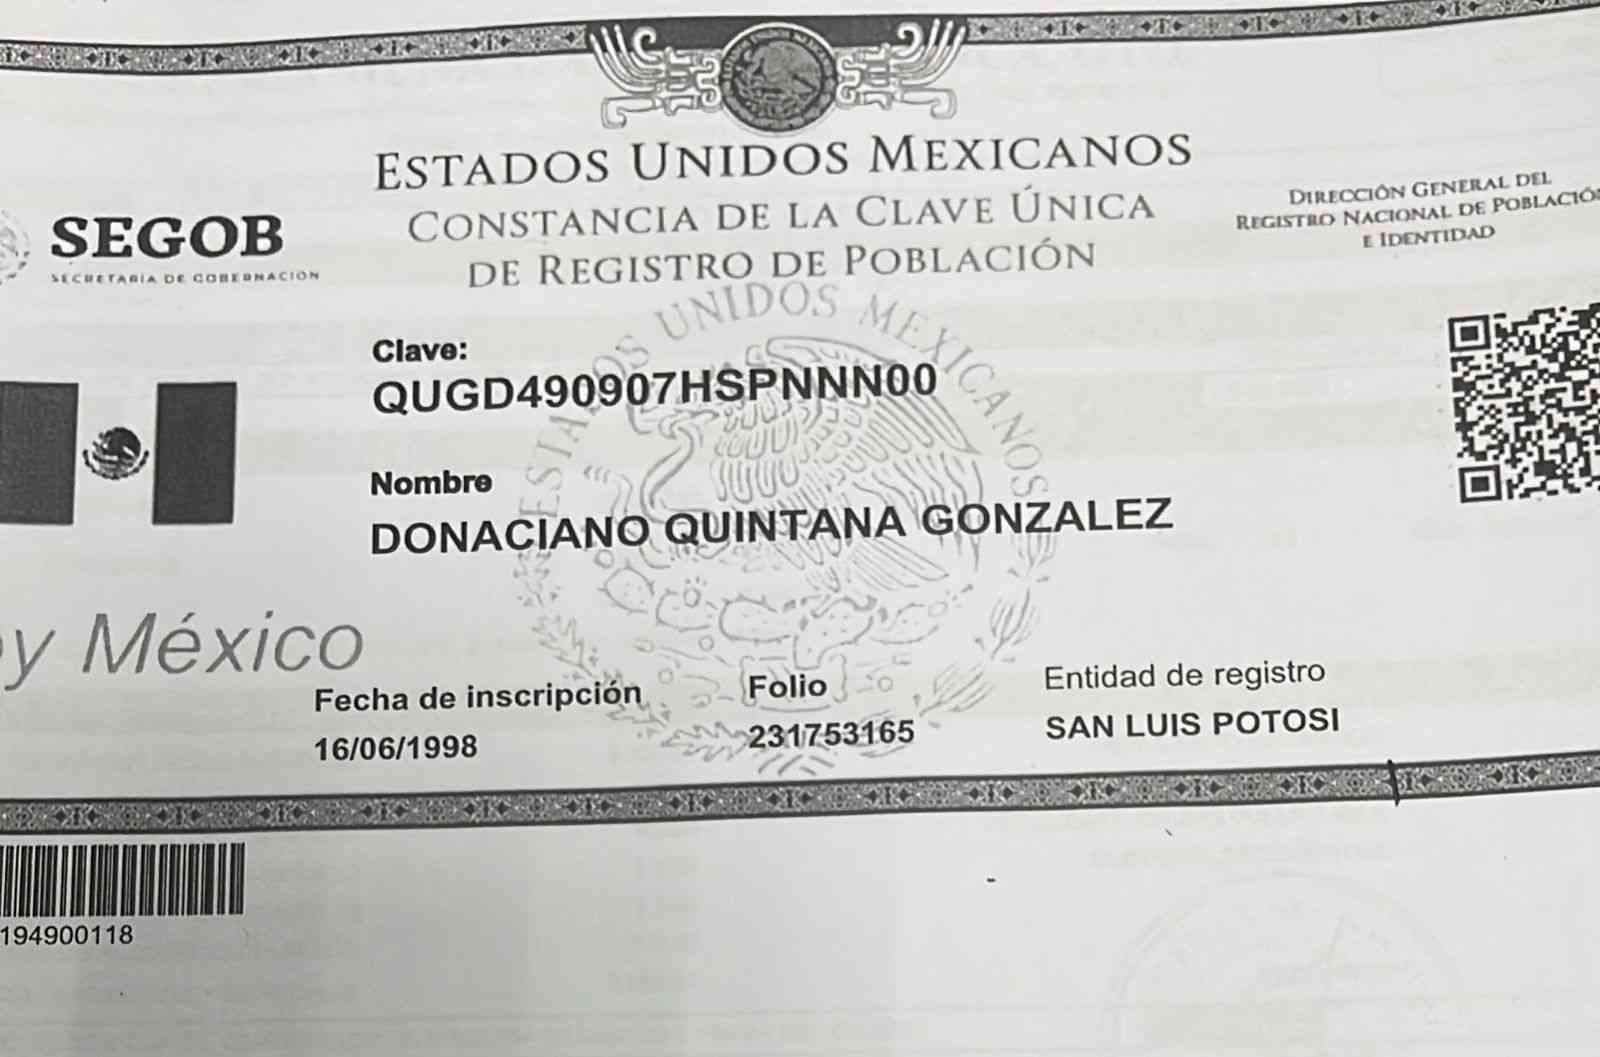 ESTADOS UNIDOS MEXICANOS
CONSTANCIA DE LA CLAVE ÚNICA
DE REGISTRO DE POBLACIÓN
SEGOB
SECRETARÍA DE GOBERNACIÓN
DIRECCIÓN GENERAL DEL
REGISTRO NACIONAL DE POBLACIÓN
E IDENTIDAD
ESTADOS UNIDOS MEXICANOS
Clave:
QUGD490907HSPNNN00
Nombre
DONACIANO QUINTANA GONZALEZ
y México
Fecha de inscripción
16/06/1998
Folio
231753165
Entidad de registro
SAN LUIS POTOSI
194900118